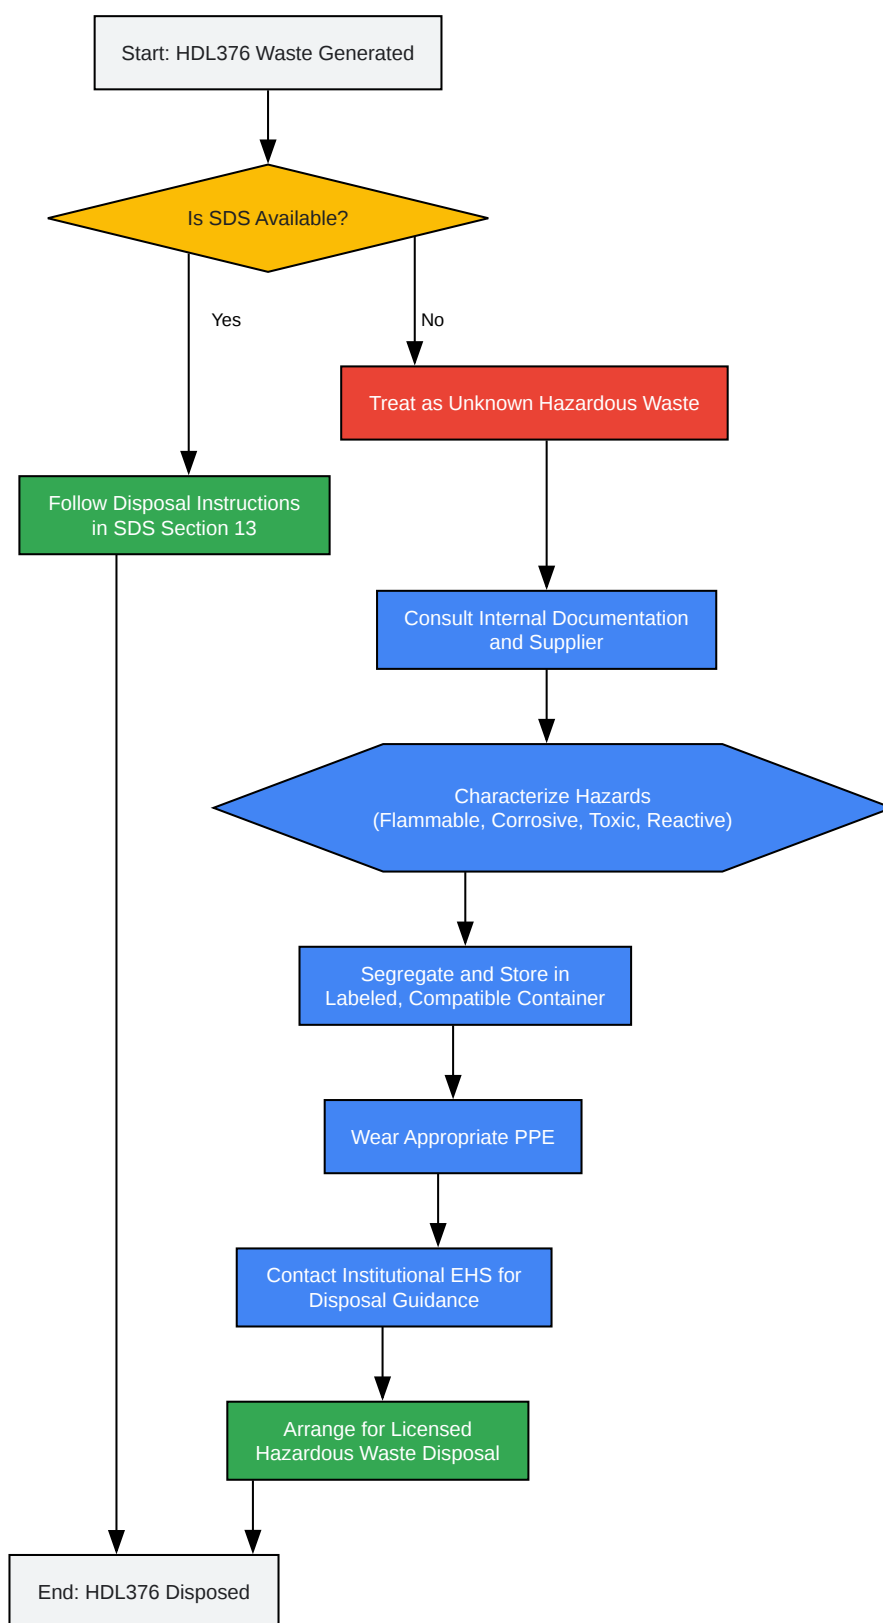 Start: HDL376 Waste Generated
Is SDS Available?
Yes
No
Treat as Unknown Hazardous Waste
Follow Disposal Instructions
in SDS Section 13
Consult Internal Documentation
and Supplier
Characterize Hazards
(Flammable, Corrosive, Toxic, Reactive)
Segregate and Store in
Labeled, Compatible Container
Wear Appropriate PPE
Contact Institutional EHS for
Disposal Guidance
Arrange for Licensed
Hazardous Waste Disposal
End: HDL376 Disposed